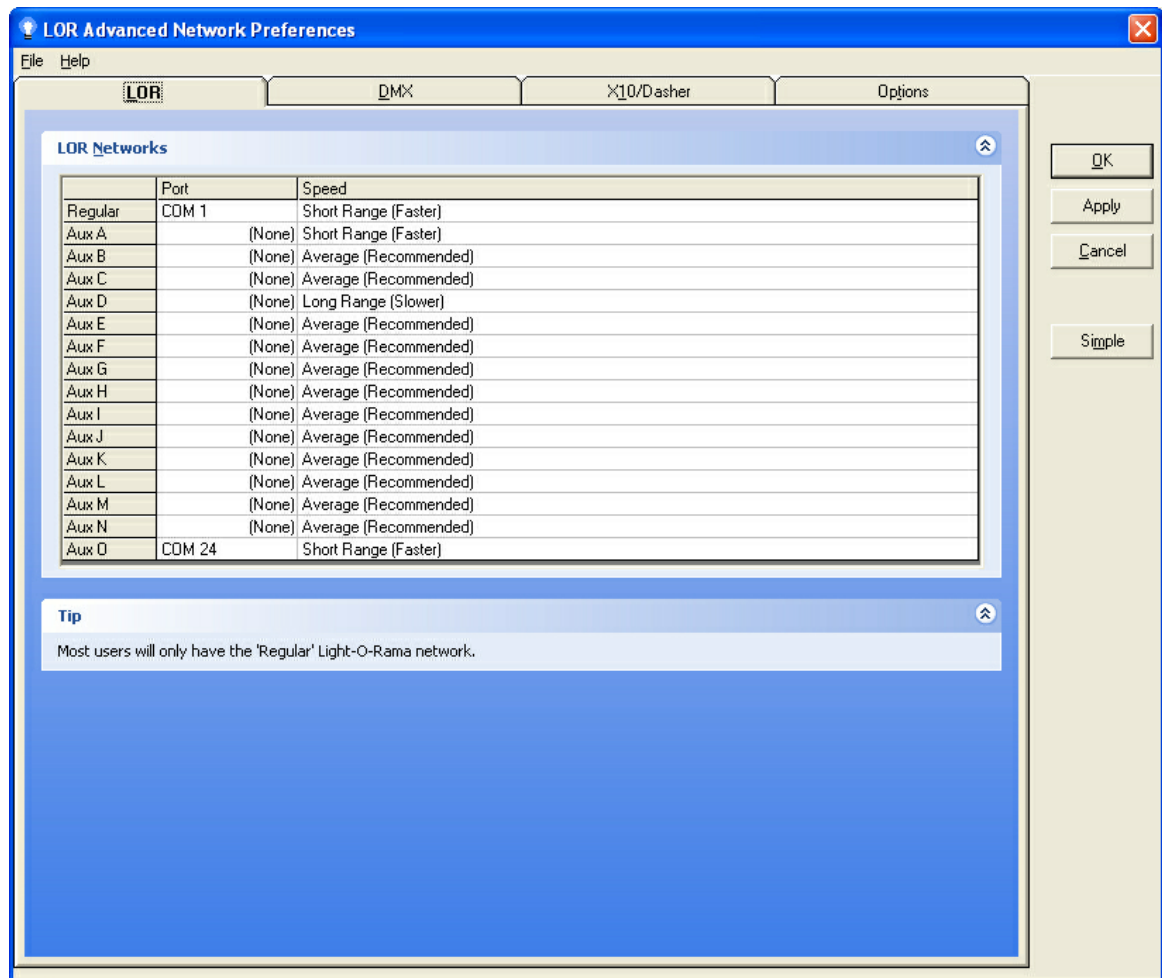 LOR Advanced Network Preferences
File Help
LOR DMX X10/Dasher Options
LOR Networks
Port Speed
Regular COM 1 Short Range (Faster)
Aux A (None) Short Range (Faster)
Aux B (None) Average (Recommended)
Aux C (None) Average (Recommended)
Aux D (None) Long Range (Slower)
Aux E (None) Average (Recommended)
Aux F (None) Average (Recommended)
Aux G (None) Average (Recommended)
Aux H (None) Average (Recommended)
Aux I (None) Average (Recommended)
Aux J (None) Average (Recommended)
Aux K (None) Average (Recommended)
Aux L (None) Average (Recommended)
Aux M (None) Average (Recommended)
Aux N (None) Average (Recommended)
Aux O COM 24 Short Range (Faster)
Tip
Most users will only have the 'Regular' Light-O-Rama network.
OK
Apply
Cancel
Simple